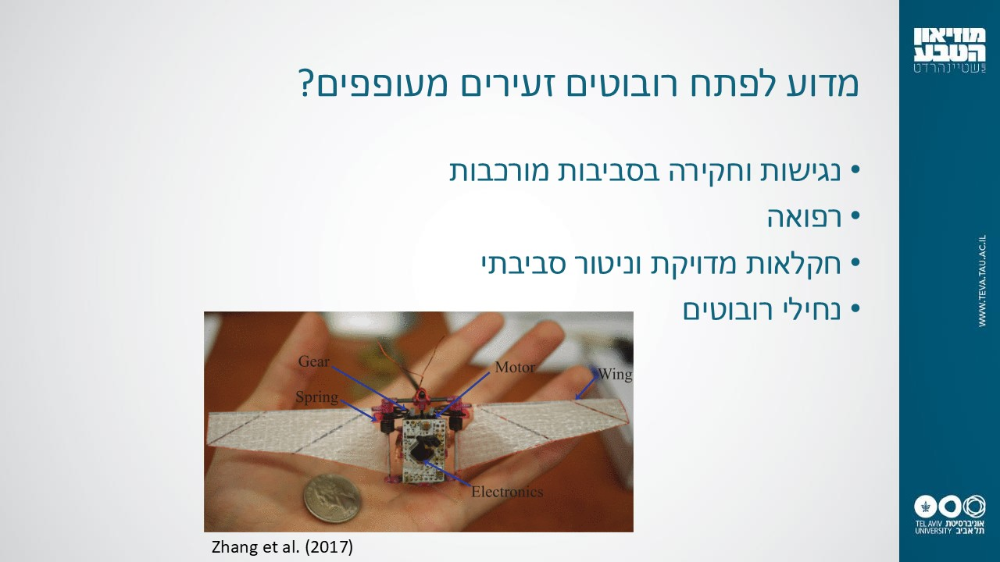 מוזיאון
הטבע
שטיינהרדט
מדוע לפתח רובוטים זעירים מעופפים?
• נגישות וחקירה בסביבות מורכבות
• רפואה
• חקלאות מדויקת וניטור סביבתי
• נחילי רובוטים
WWW.TEVA.TAU.AC.IL
Gear
Motor
Wing
Spring
Electronics
Zhang et al. (2017)
TEL AVIV אוניברסיטת
UNIVERSITY תל אביב